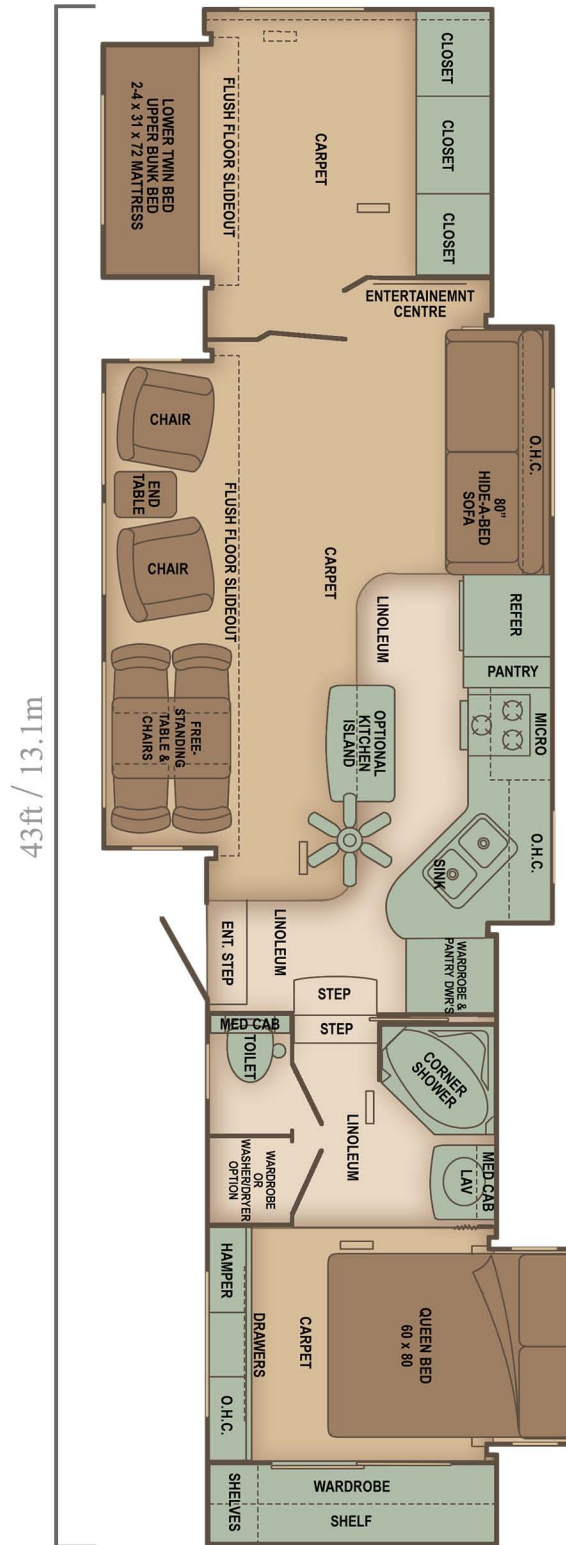 43ft / 13.1m
LOWER TWIN BED
UPPER BUNK BED
2-4 x 31 x 72 MATTRESS
FLUSH FLOOR SLIDEOUT
CARPET
CLOSET
CLOSET
CLOSET
ENTERTAINEMNT
CENTRE
CHAIR
END
TABLE
CHAIR
FLUSH FLOOR SLIDEOUT
CARPET
O.H.C.
80"
HIDE-A-BED
SOFA
LINOLEUM
REFER
PANTRY
FREE-
STANDING
TABLE &
CHAIRS
OPTIONAL
KITCHEN
ISLAND
MICRO
O.H.C.
SINK
ENT. STEP
LINOLEUM
WARDROBE &
PANTRY DWR'S
STEP
STEP
MED CAB
TOILET
CORNER
SHOWER
LINOLEUM
WARDROBE
OR
WASHER/DRYER
OPTION
MED CAB
LAV
HAMPER
DRAWERS
O.H.C.
CARPET
QUEEN BED
60 x 80
SHELVES
WARDROBE
SHELF